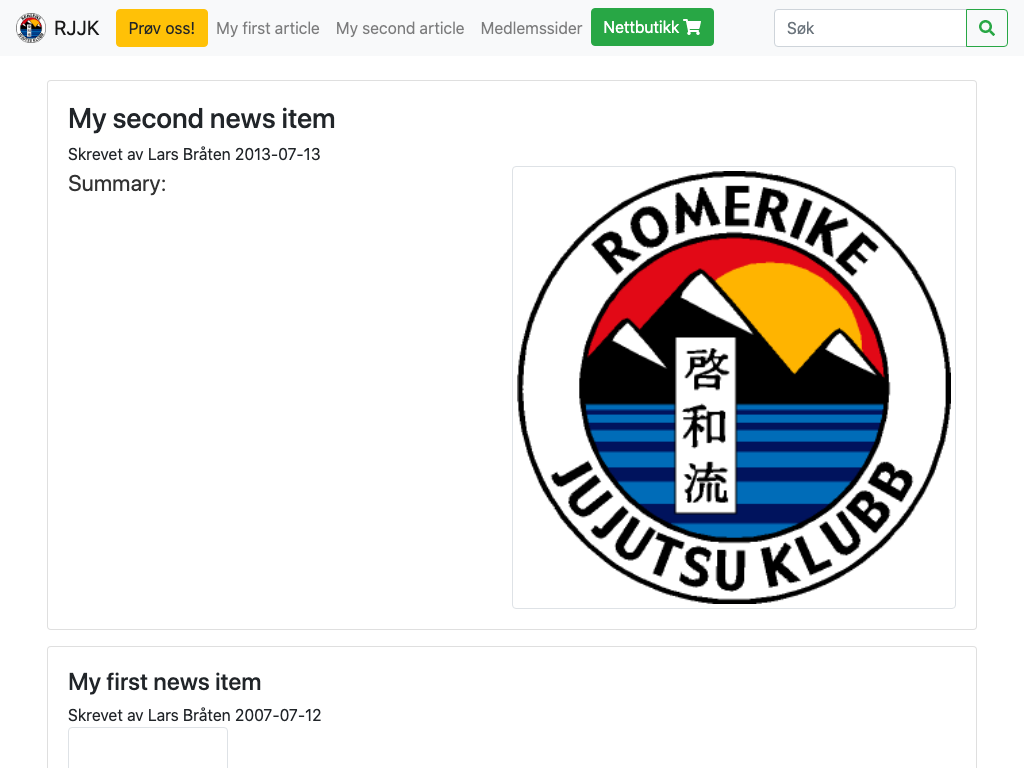 RJJK Prøv oss! My first article My second article Medlemssider Nettbutikk Søk
My second news item
Skrevet av Lars Bråten 2013-07-13
Summary:
ROMERIKE
啓
和
流
JUJUTSU KLUBB
My first news item
Skrevet av Lars Bråten 2007-07-12